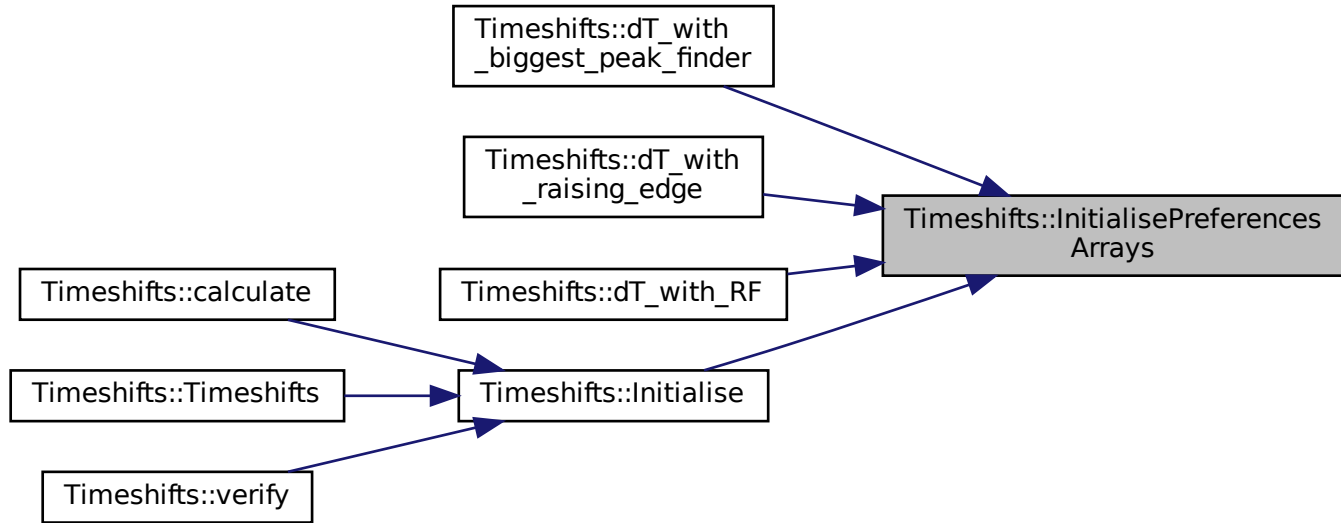 Timeshifts::dT_with
_biggest_peak_finder
Timeshifts::dT_with
_raising_edge
Timeshifts::InitialisePreferences
Arrays
Timeshifts::dT_with_RF
Timeshifts::calculate
Timeshifts::Timeshifts
Timeshifts::Initialise
Timeshifts::verify